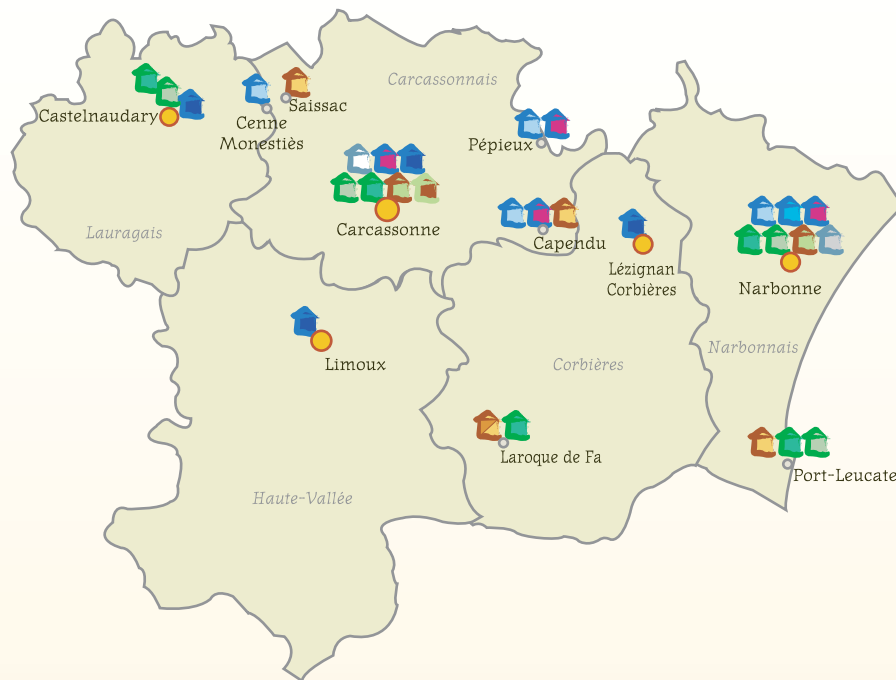 Carcassonnais
Saissac
Castelnaudary
Cenne
Monestiès
Pépieux
Carcassonne
Lauragais
Capendu
Lézignan
Corbières
Narbonne
Narbonnais
Limoux
Corbières
Laroque de Fa
Port-Leucate
Haute-Vallée